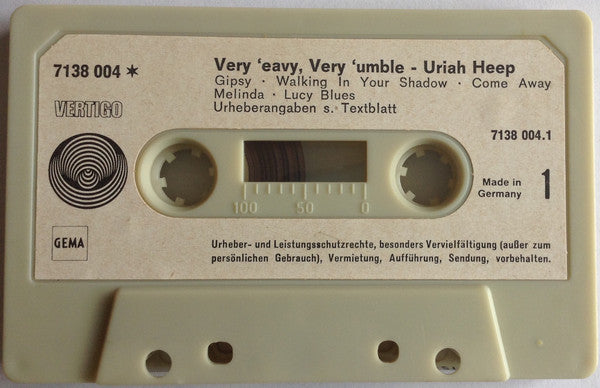 7138 004 *
Very 'eavy, Very 'umble - Uriah Heep
Gipsy · Walking In Your Shadow · Come Away
Melinda · Lucy Blues
Urheberangaben s. Textblatt
VERTIGO
7138 004.1
100 50 0
Made in
Germany
1
GEMA
Urheber- und Leistungsschutzrechte, besonders Vervielfältigung (außer zum
persönlichen Gebrauch), Vermietung, Aufführung, Sendung, vorbehalten.